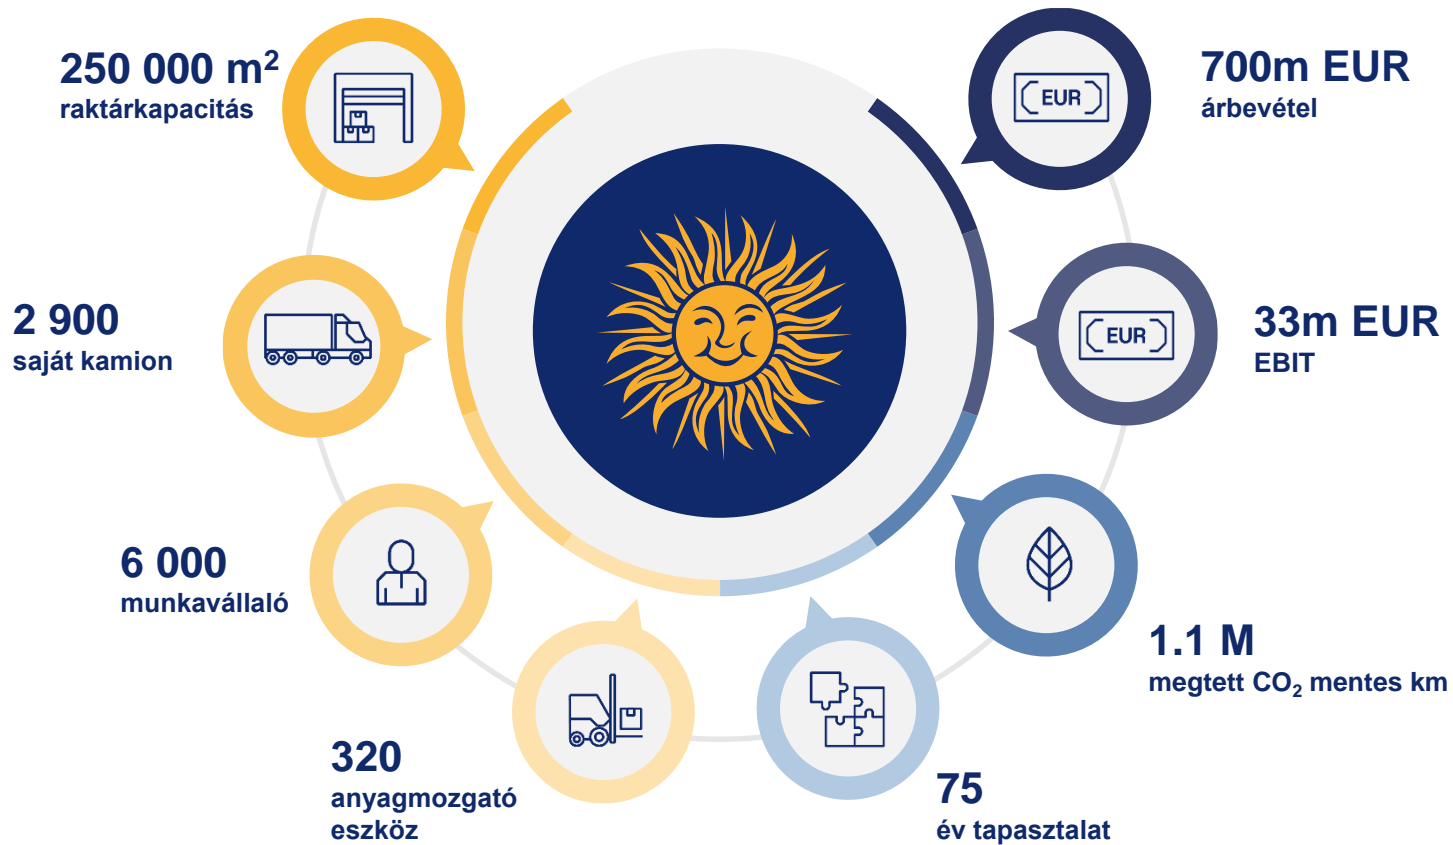 250 000 m²
raktárkapacitás
2 900
saját kamion
6 000
munkavállaló
320
anyagmozgató
eszköz
75
év tapasztalat
1.1 M
megtett CO₂ mentes km
EUR
33m EUR
EBIT
EUR
700m EUR
árbevétel